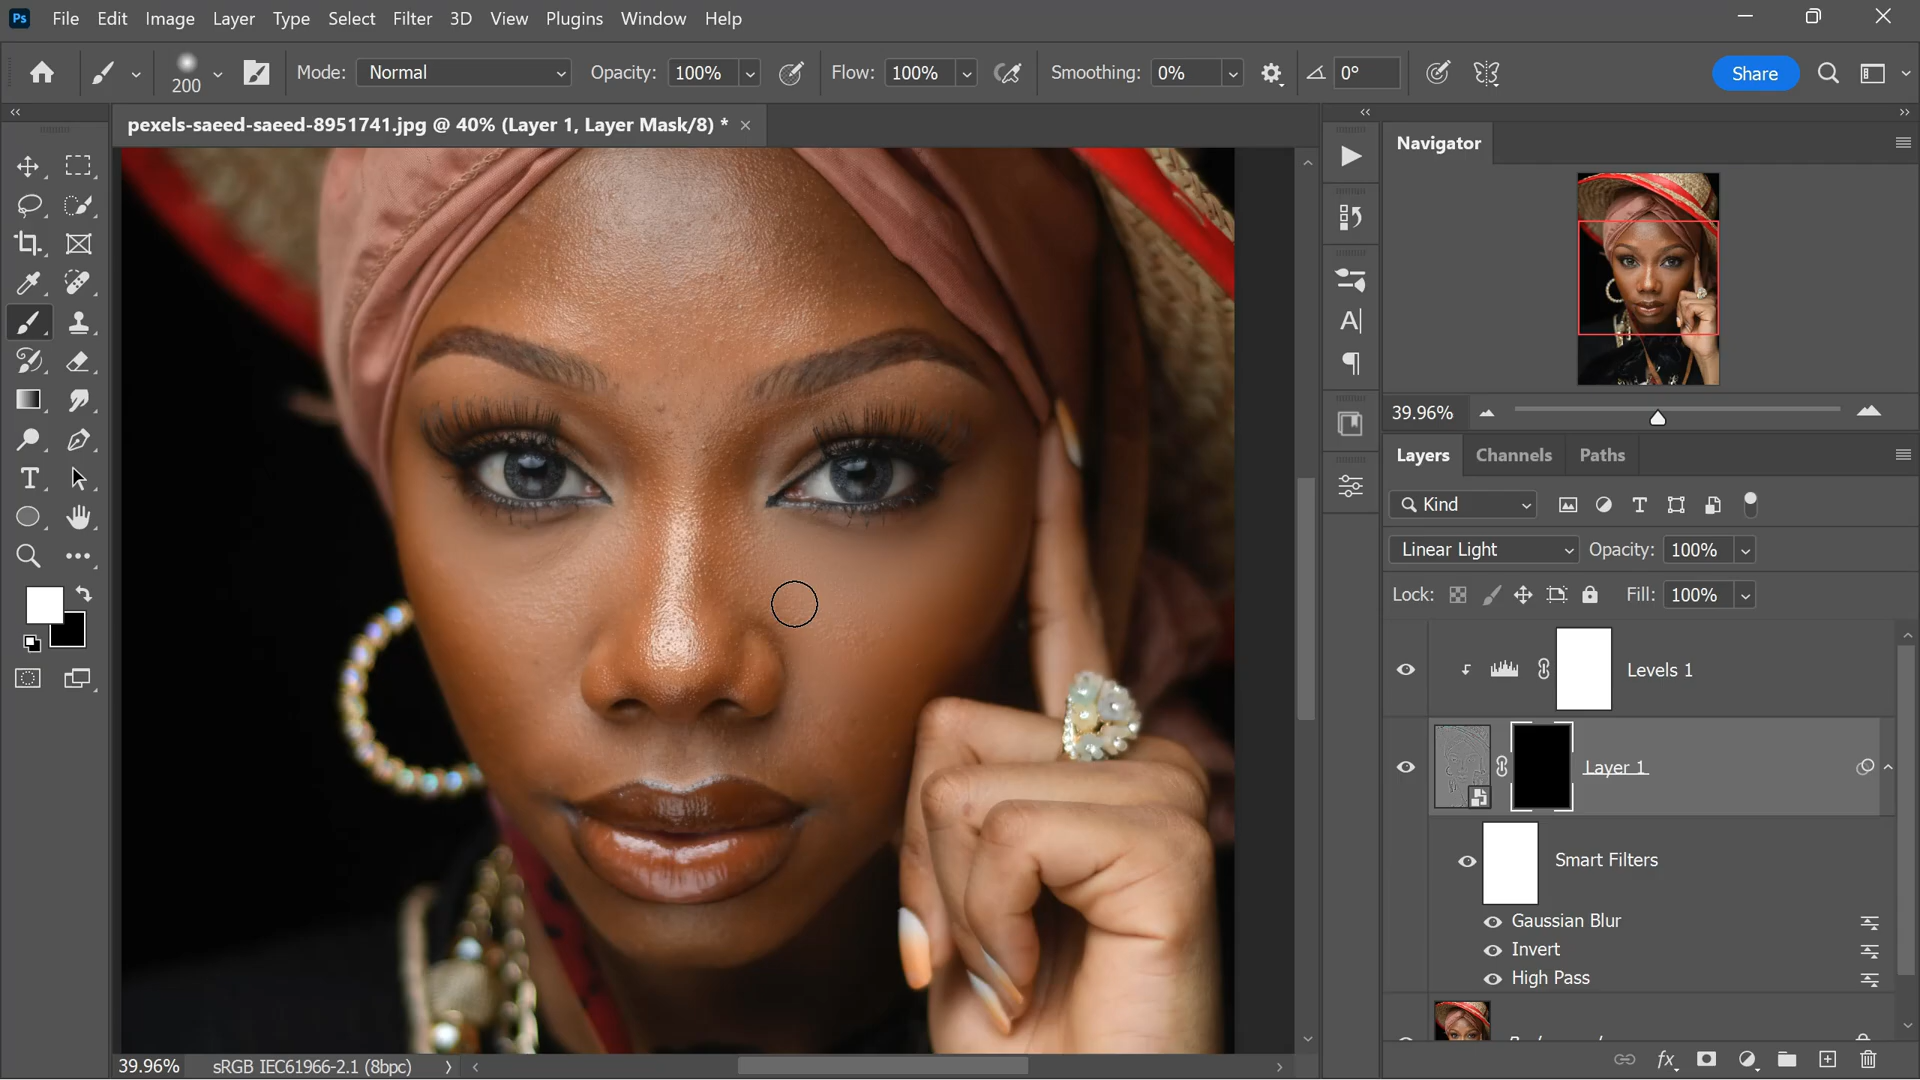 Ps File Edit Image Layer Type Select Filter 3D View Plugins Window Help
200 Mode: Normal Opacity: 100% Flow: 100% Smoothing: 0% 0° Share
pexels-saeed-saeed-8951741.jpg @ 40% (Layer 1, Layer Mask/8) *
Navigator
39.96%
Layers Channels Paths
Kind
Linear Light Opacity: 100%
Lock: Fill: 100%
Levels 1
Layer 1
Smart Filters
Gaussian Blur
Invert
High Pass
39.96% sRGB IEC61966-2.1 (8bpc)